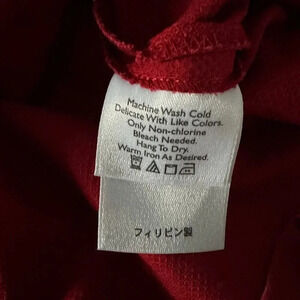 Machine Wash Cold
Delicate With Like Colors.
Only Non-chlorine
Bleach Needed.
Hang To Dry.
Warm Iron As Desired.
フィリピン製